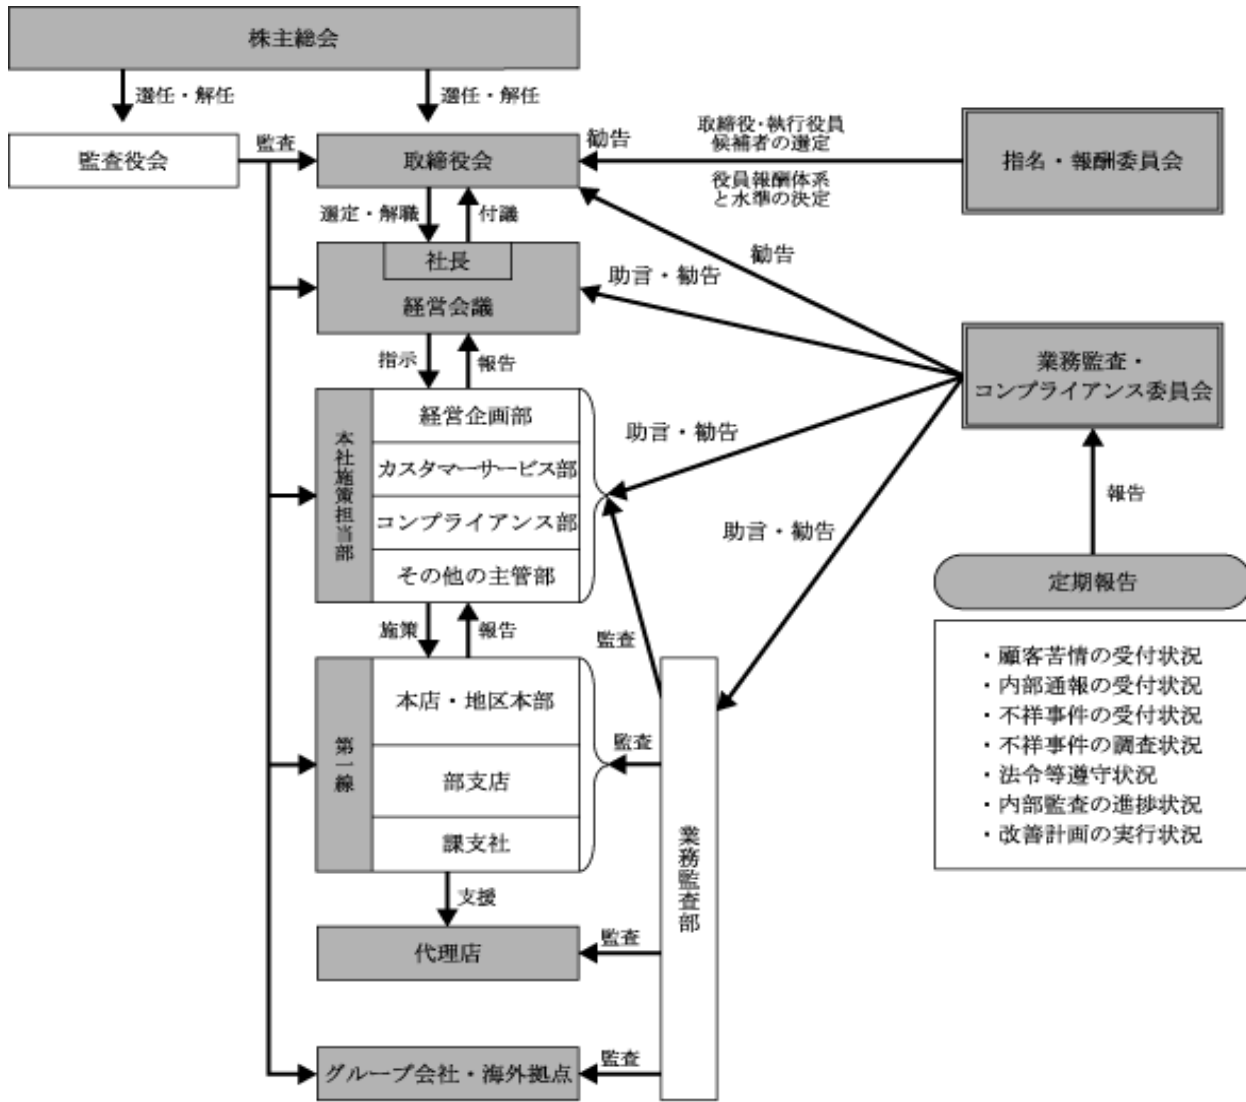 株主総会
選任・解任
選任・解任
監査役会
監査
取締役会
勧告
取締役・執行役員
候補者の選定
役員報酬体系
と水準の決定
指名・報酬委員会
選定・解職
付議
社長
経営会議
勧告
助言・勧告
業務監査・
コンプライアンス委員会
指示
報告
本社施策担当部
経営企画部
カスタマーサービス部
コンプライアンス部
その他の主管部
助言・勧告
助言・勧告
報告
定期報告
・顧客苦情の受付状況
・内部通報の受付状況
・不祥事件の受付状況
・不祥事件の調査状況
・法令等遵守状況
・内部監査の進捗状況
・改善計画の実行状況
施策
報告
監査
第一線
本店・地区本部
部支店
課支社
監査
業務監査部
支援
代理店
監査
グループ会社・海外拠点
監査